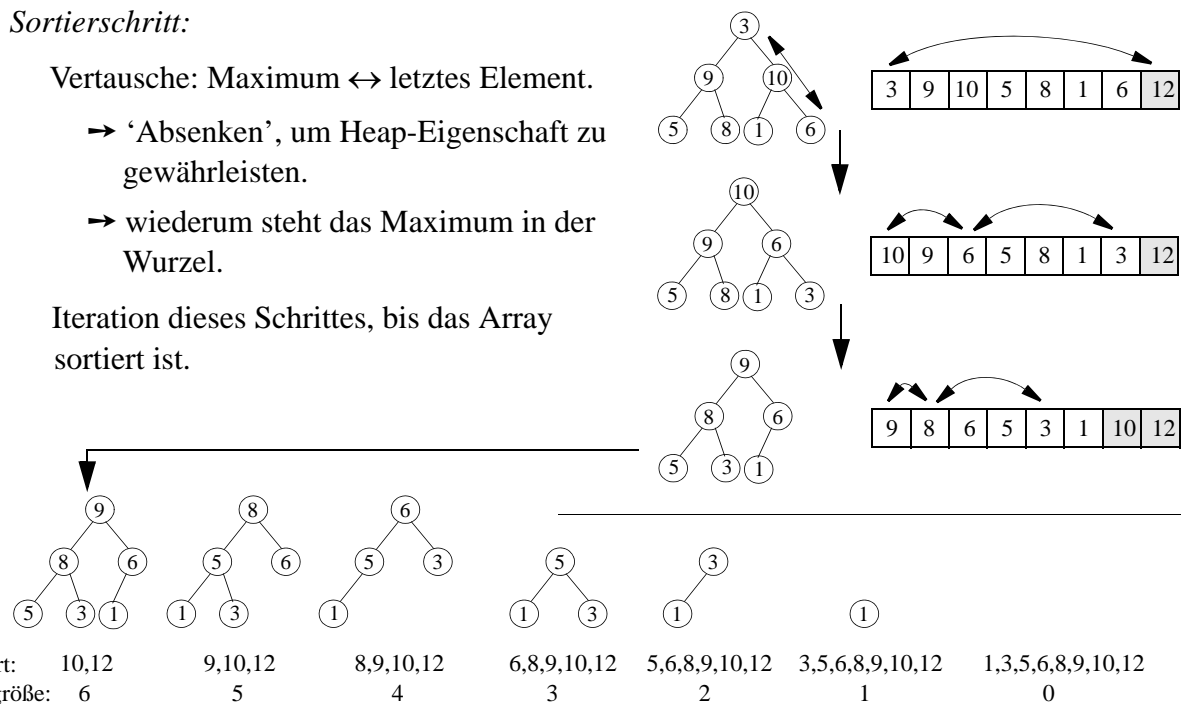 Sortierschritt:
Vertausche: Maximum ↔ letztes Element.
➙ ‘Absenken’, um Heap-Eigenschaft zu
gewährleisten.
➙ wiederum steht das Maximum in der
Wurzel.
Iteration dieses Schrittes, bis das Array
sortiert ist.
3
9 10
5 8 1 6
3 9 10 5 8 1 6 12
10
9 6
5 8 1 3
10 9 6 5 8 1 3 12
9
8 6
5 3 1
9 8 6 5 3 1 10 12
9 8 6
8 6 5 6 5 3 5 3
5 3 1 1 3 1 1 3 1 1
rt: 10,12 9,10,12 8,9,10,12 6,8,9,10,12 5,6,8,9,10,12 3,5,6,8,9,10,12 1,3,5,6,8,9,10,12
größe: 6 5 4 3 2 1 0